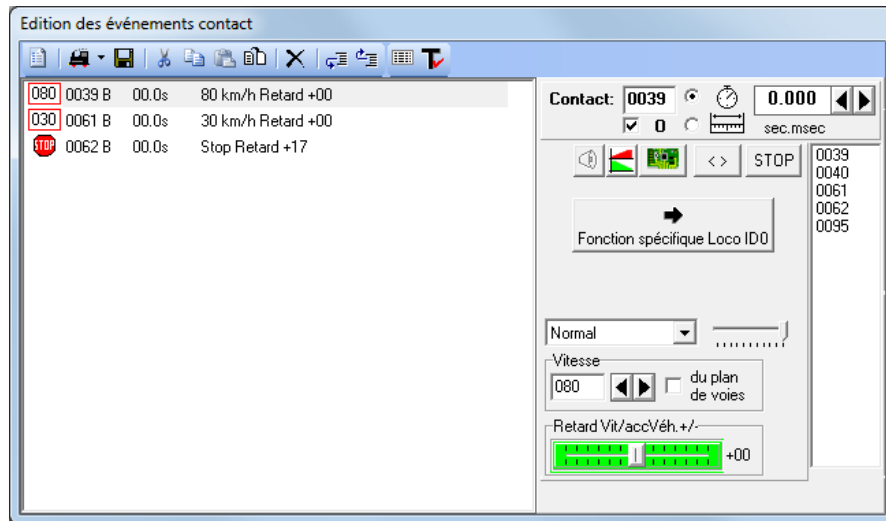 Edition des événements contact
080 0039 B 00.0s 80 km/h Retard +00
030 0061 B 00.0s 30 km/h Retard +00
STOP 0062 B 00.0s Stop Retard +17
Contact: 0039 0.000
0 sec.msec
< > STOP
0039
0040
0061
0062
0095
Fonction spécifique Loco ID0
Normal
Vitesse
080 du plan
de voies
Retard Vit/accVéh.+/-
+00